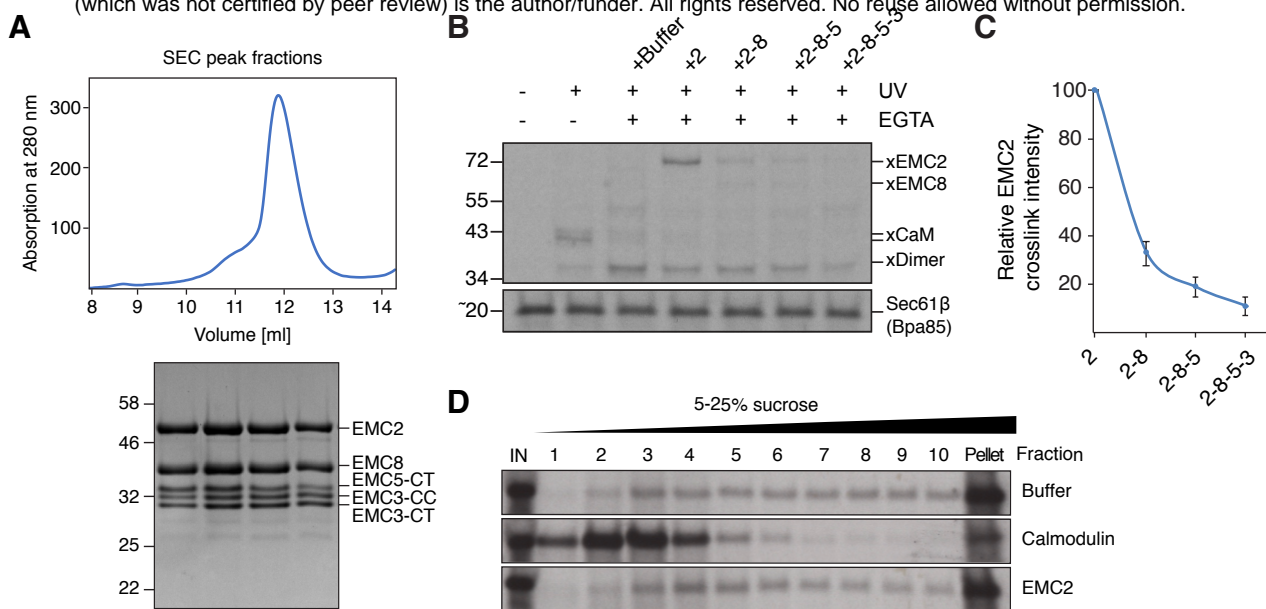 (which was not certified by peer review) is the author/funder. All rights reserved. No reuse allowed without permission.
A
SEC peak fractions
Absorption at 280 nm
300
200
100
8 9 10 11 12 13 14
Volume [ml]
58
46
32
25
22
EMC2
EMC8
EMC5-CT
EMC3-CC
EMC3-CT
B
+Buffer +2 +2-8 +2-8-5 +2-8-5-3
- + + + + + + UV
- - + + + + + EGTA
72
55
43
34
~20
xEMC2
xEMC8
xCaM
xDimer
Sec61β
(Bpa85)
C
Relative EMC2
crosslink intensity
100
80
60
40
20
2 2-8 2-8-5 2-8-5-3
D
5-25% sucrose
IN 1 2 3 4 5 6 7 8 9 10 Pellet Fraction
Buffer
Calmodulin
EMC2